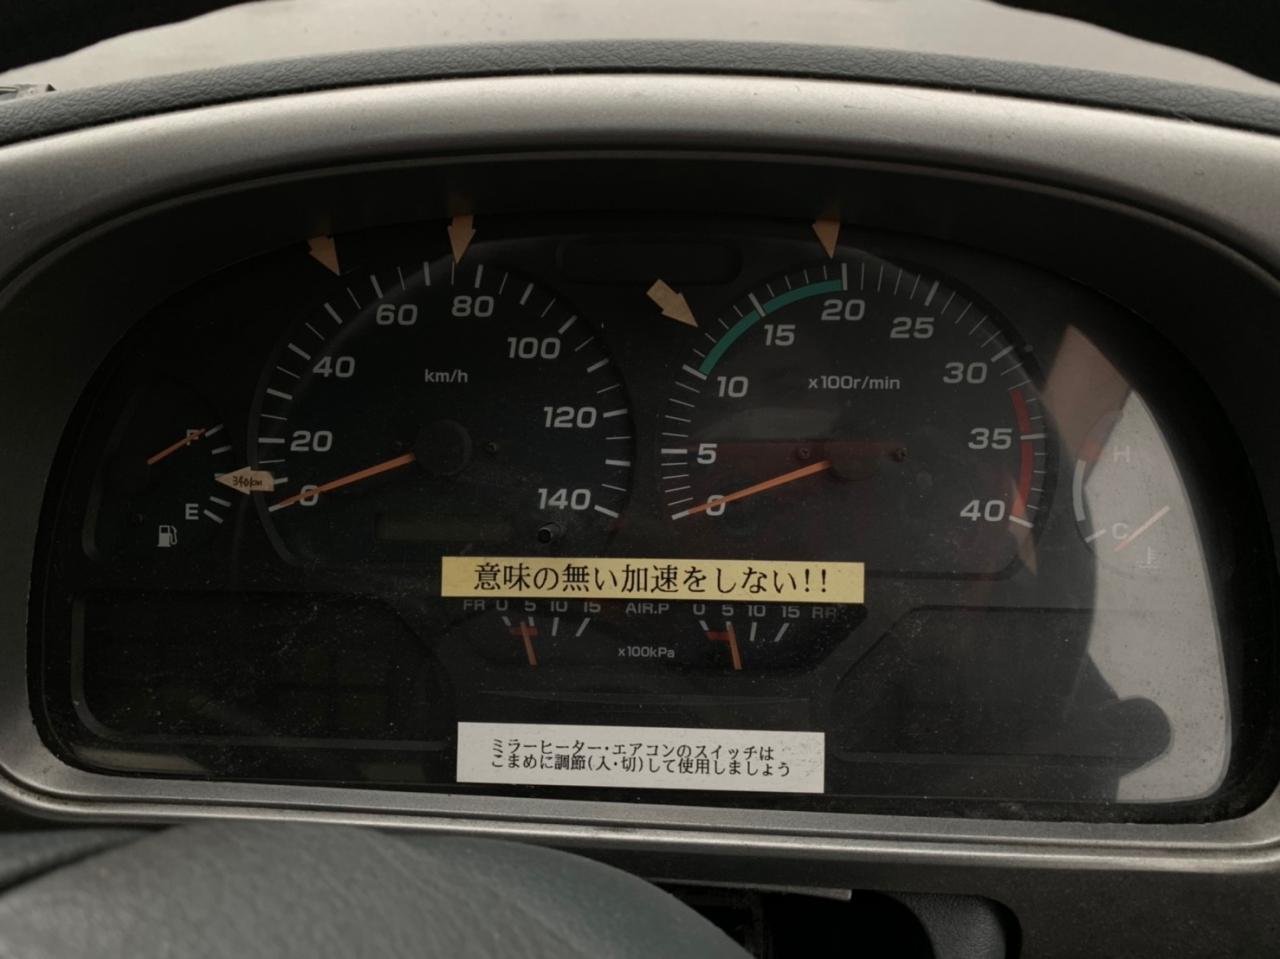 60
80
40
100
km/h
20
120
0
140
20
15
25
10
x100r/min
30
5
35
0
40
F
E
H
C
意味の無い加速をしない!!
FR 0 5 10 15 AIR.P 0 5 10 15 RR
x100kPa
ミラーヒーター・エアコンのスイッチは
こまめに調節(入・切)して使用しましょう